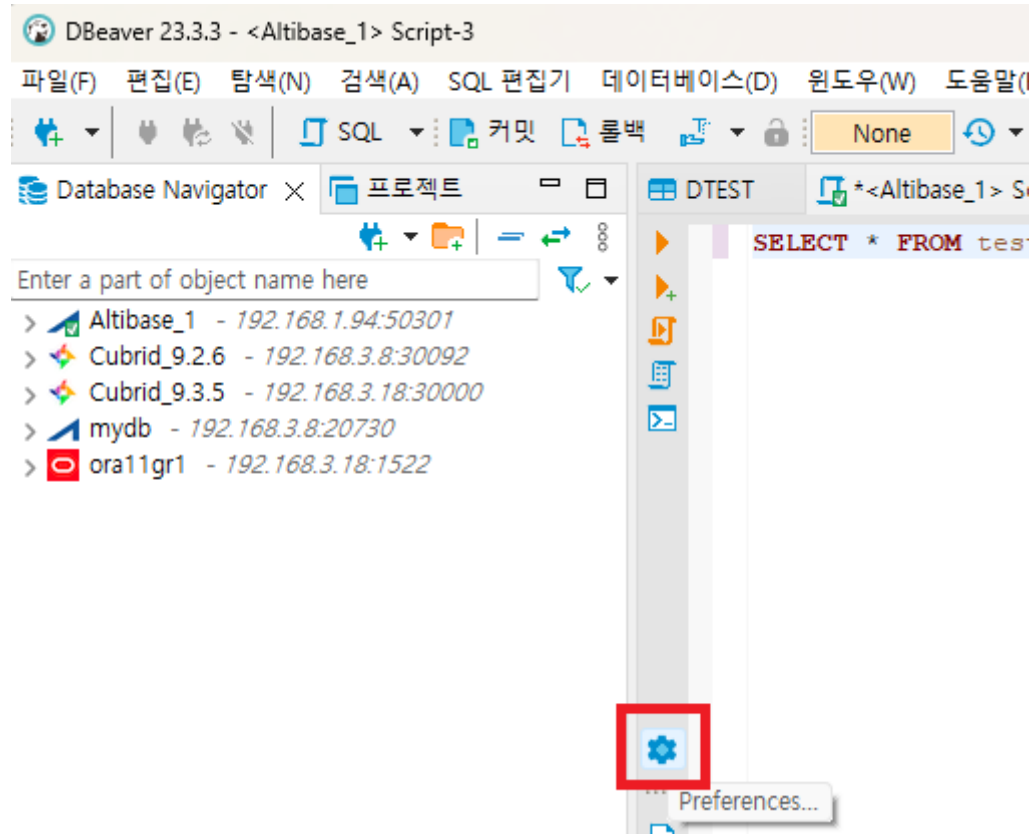 DBeaver 23.3.3 - <Altibase_1> Script-3
파일(F) 편집(E) 탐색(N) 검색(A) SQL 편집기 데이터베이스(D) 윈도우(W) 도움말(
SQL 커밋 롤백 None
Database Navigator 프로젝트 DTEST *<Altibase_1> S
SELECT * FROM tes
Enter a part of object name here
Altibase_1 - 192.168.1.94:50301
Cubrid_9.2.6 - 192.168.3.8:30092
Cubrid_9.3.5 - 192.168.3.18:30000
mydb - 192.168.3.8:20730
ora11gr1 - 192.168.3.18:1522
Preferences...